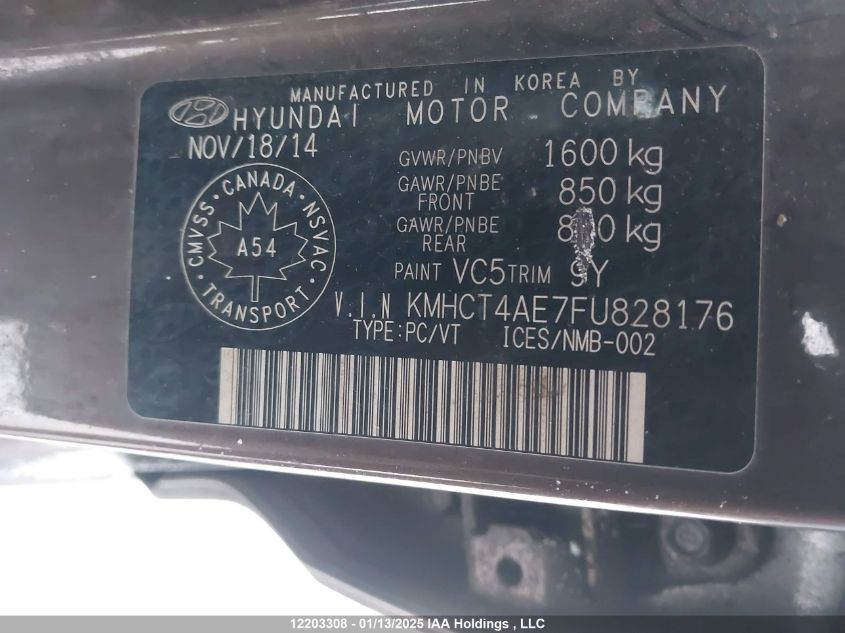 MANUFACTURED IN KOREA BY
HYUNDAI MOTOR COMPANY
NOV/18/14
GVWR/PNBV 1600 kg
GAWR/PNBE FRONT 850 kg
GAWR/PNBE REAR kg
PAINT VC5 TRIM 9Y
CMVSS · CANADA · NSVAC · TRANSPORT ·
A54
V.I.N KMHCT4AE7FU828176
TYPE:PC/VT ICES/NMB-002
12203308 - 01/13/2025 IAA Holdings , LLC